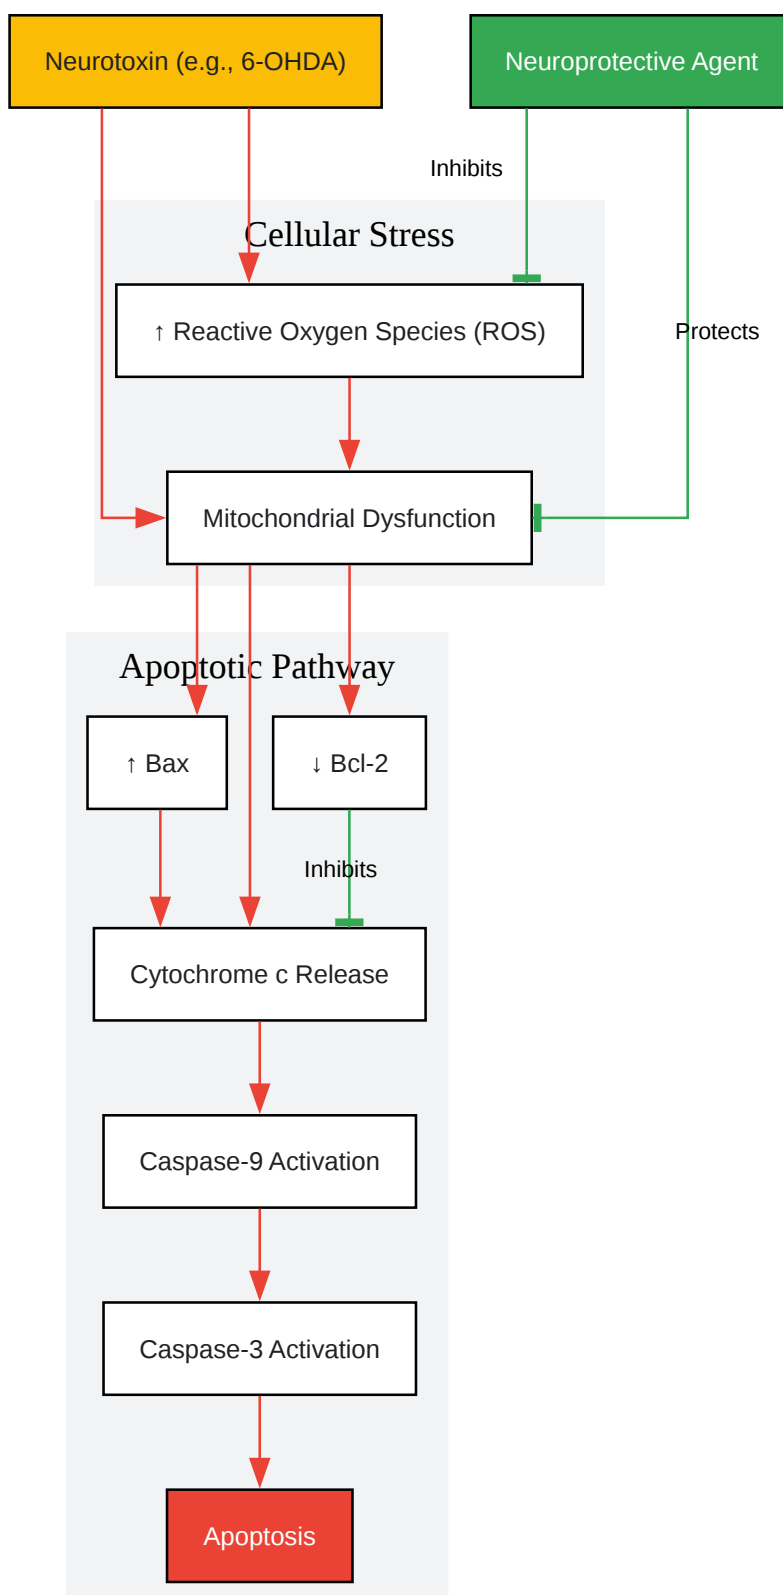 Neurotoxin (e.g., 6-OHDA)
Neuroprotective Agent
Inhibits
Cellular Stress
↑ Reactive Oxygen Species (ROS)
Protects
Mitochondrial Dysfunction
Apoptotic Pathway
↑ Bax
↓ Bcl-2
Inhibits
Cytochrome c Release
Caspase-9 Activation
Caspase-3 Activation
Apoptosis